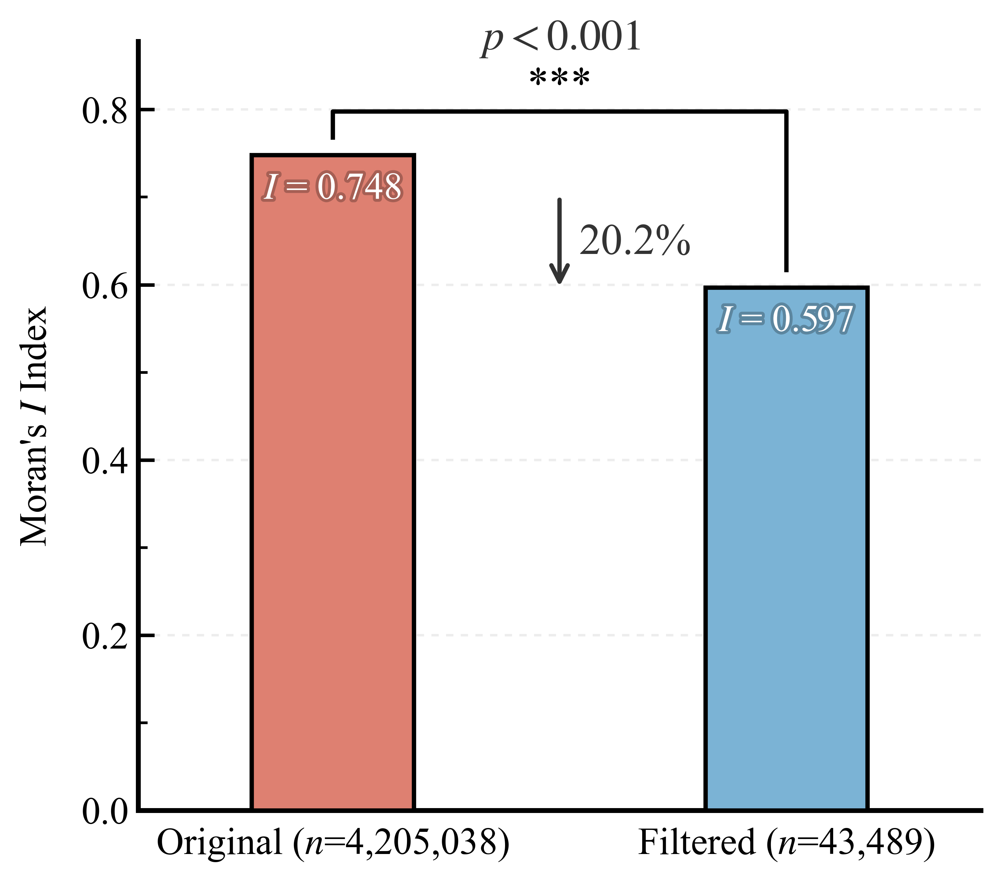 p < 0.001
***
0.8
I = 0.748
20.2%
0.6
I = 0.597
Moran's I Index
0.4
0.2
0.0
Original (n=4,205,038)
Filtered (n=43,489)